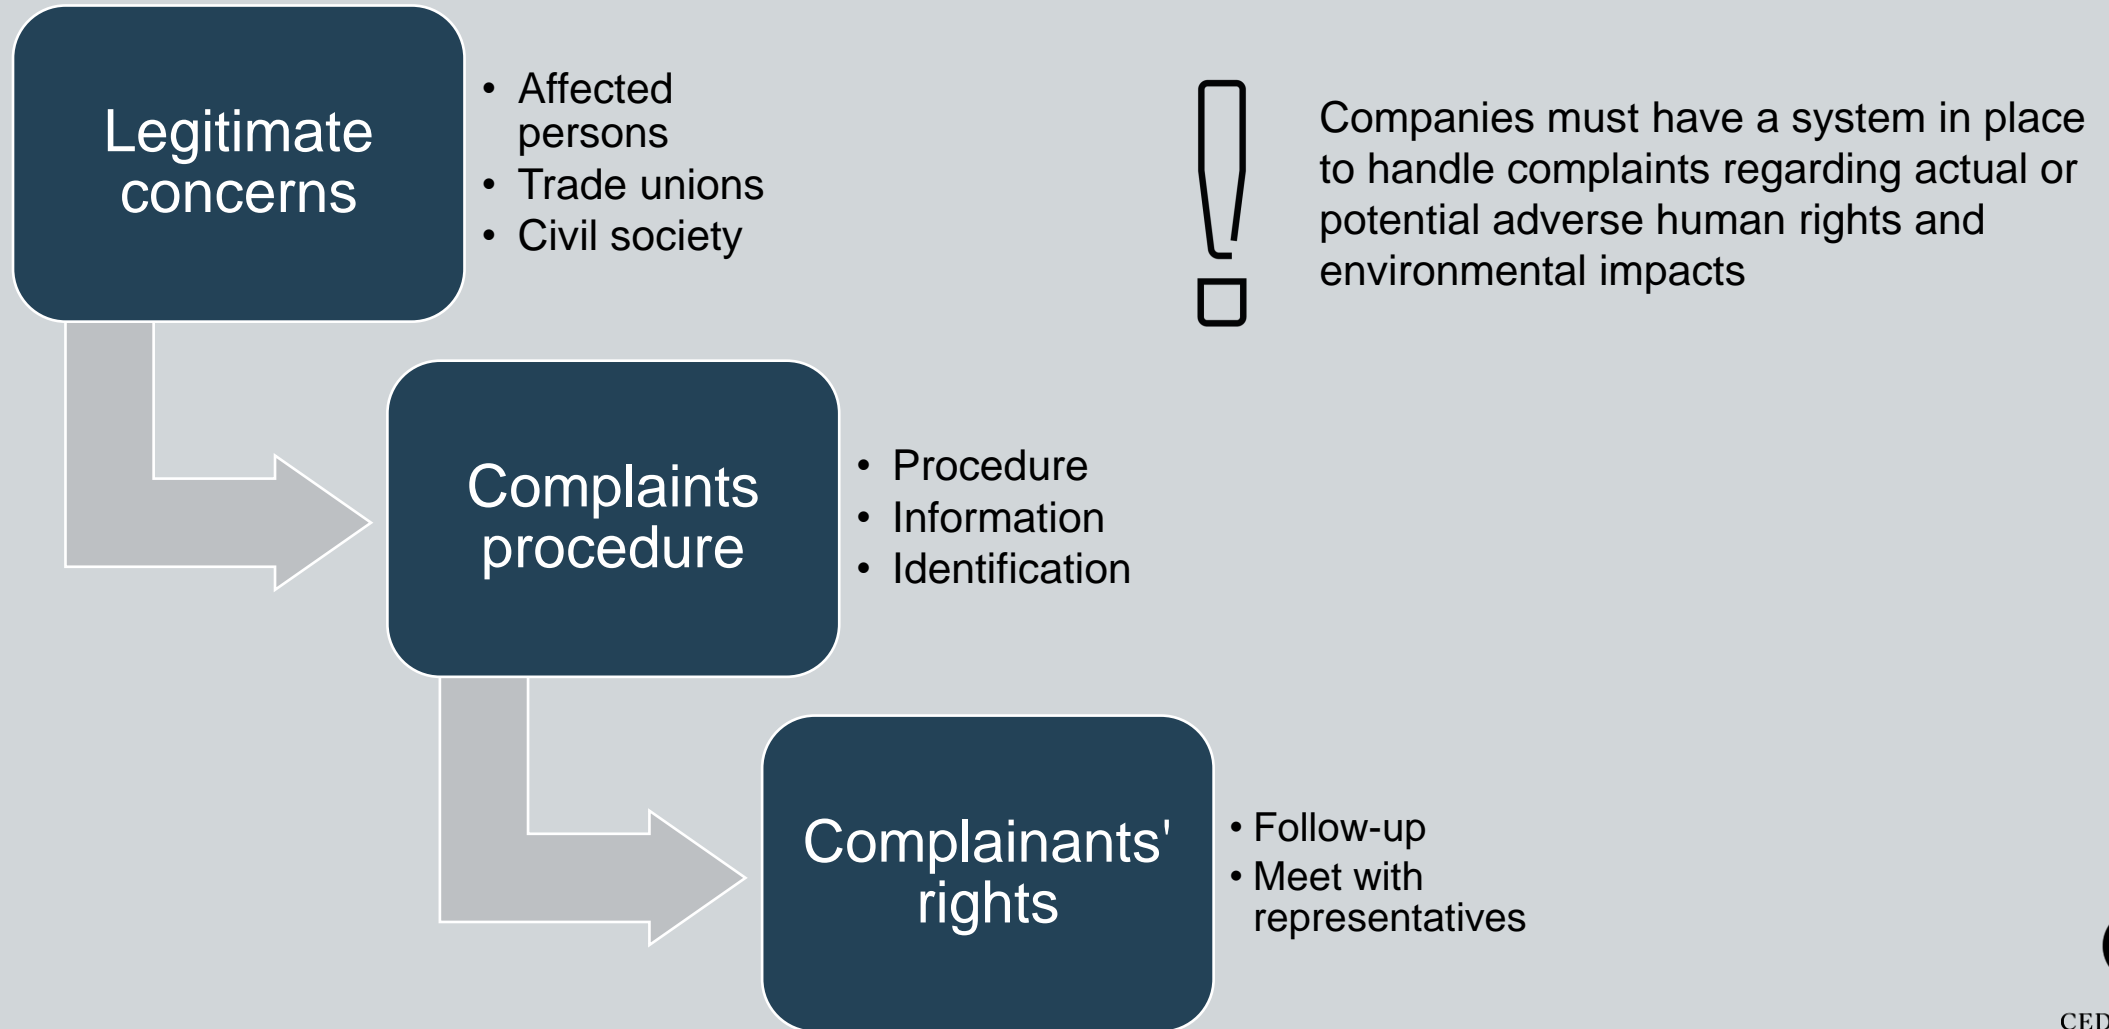 Legitimate
concerns
• Affected
persons
• Trade unions
• Civil society
Companies must have a system in place
to handle complaints regarding actual or
potential adverse human rights and
environmental impacts
Complaints
procedure
• Procedure
• Information
• Identification
Complainants'
rights
• Follow-up
• Meet with
representatives